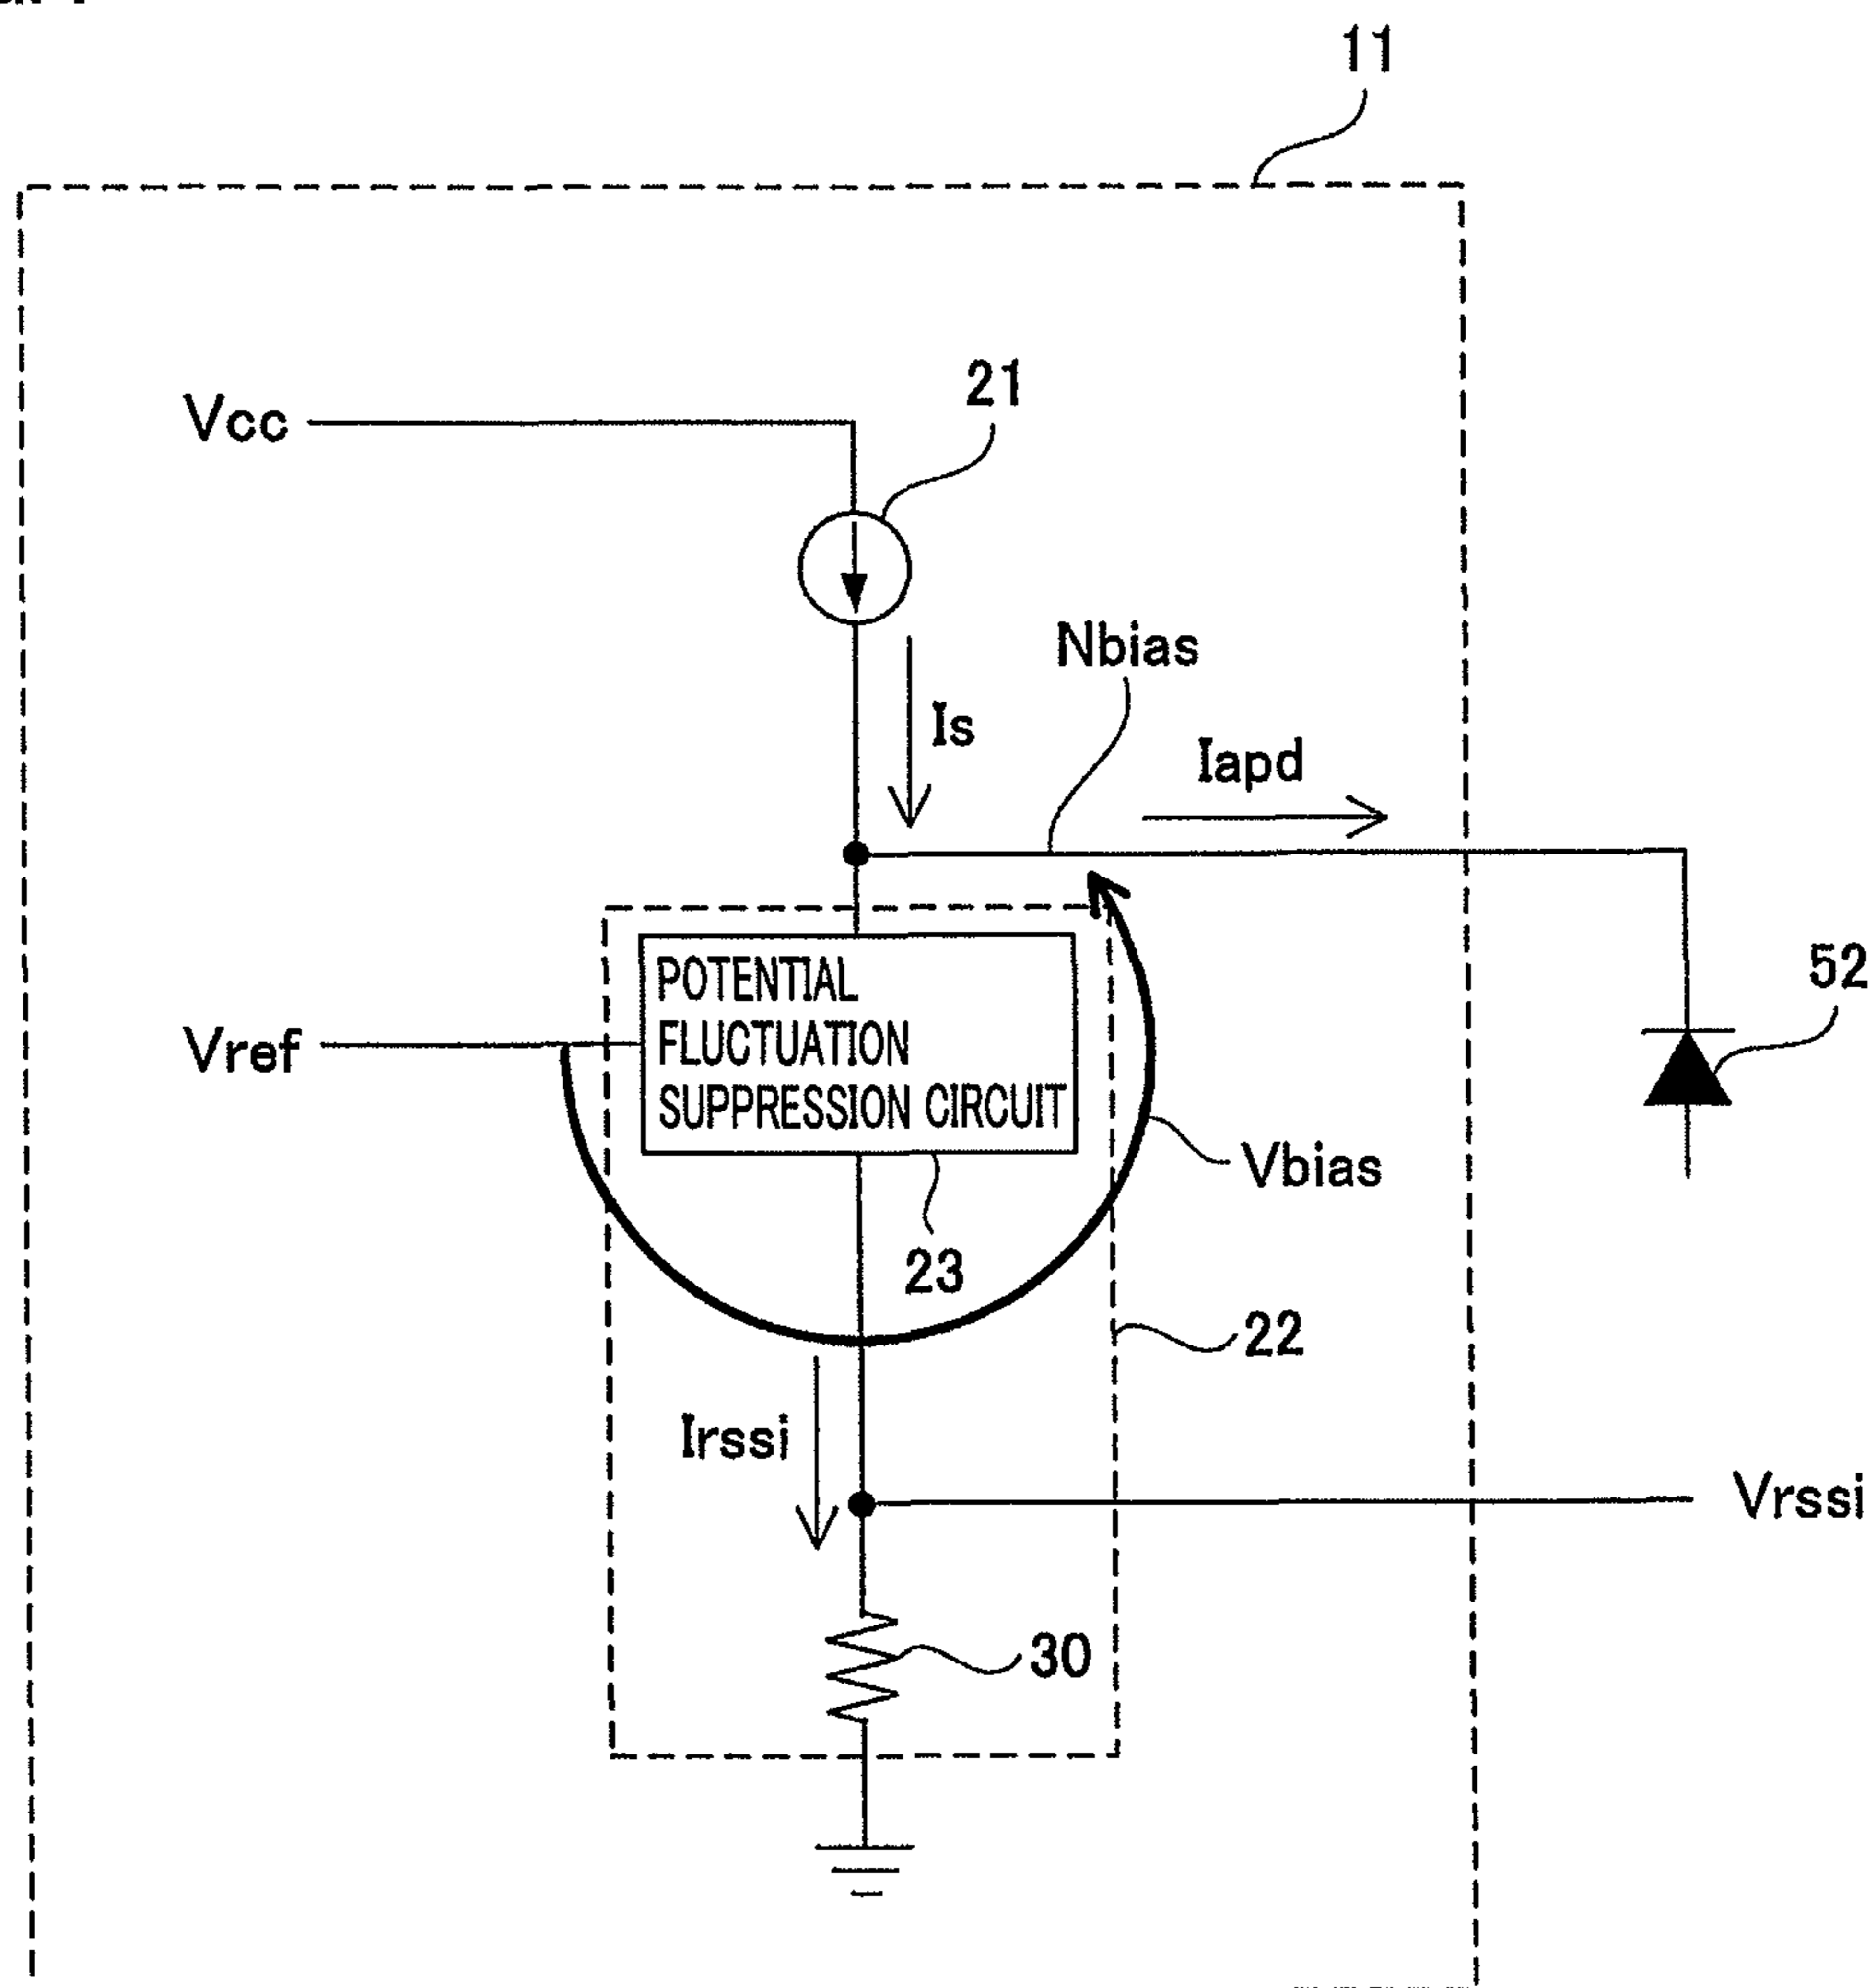 11
Vcc
21
Is
Nbias
Iapd
52
Vref
POTENTIAL
FLUCTUATION
SUPPRESSION CIRCUIT
Vbias
23
22
Irssi
Vrssi
30